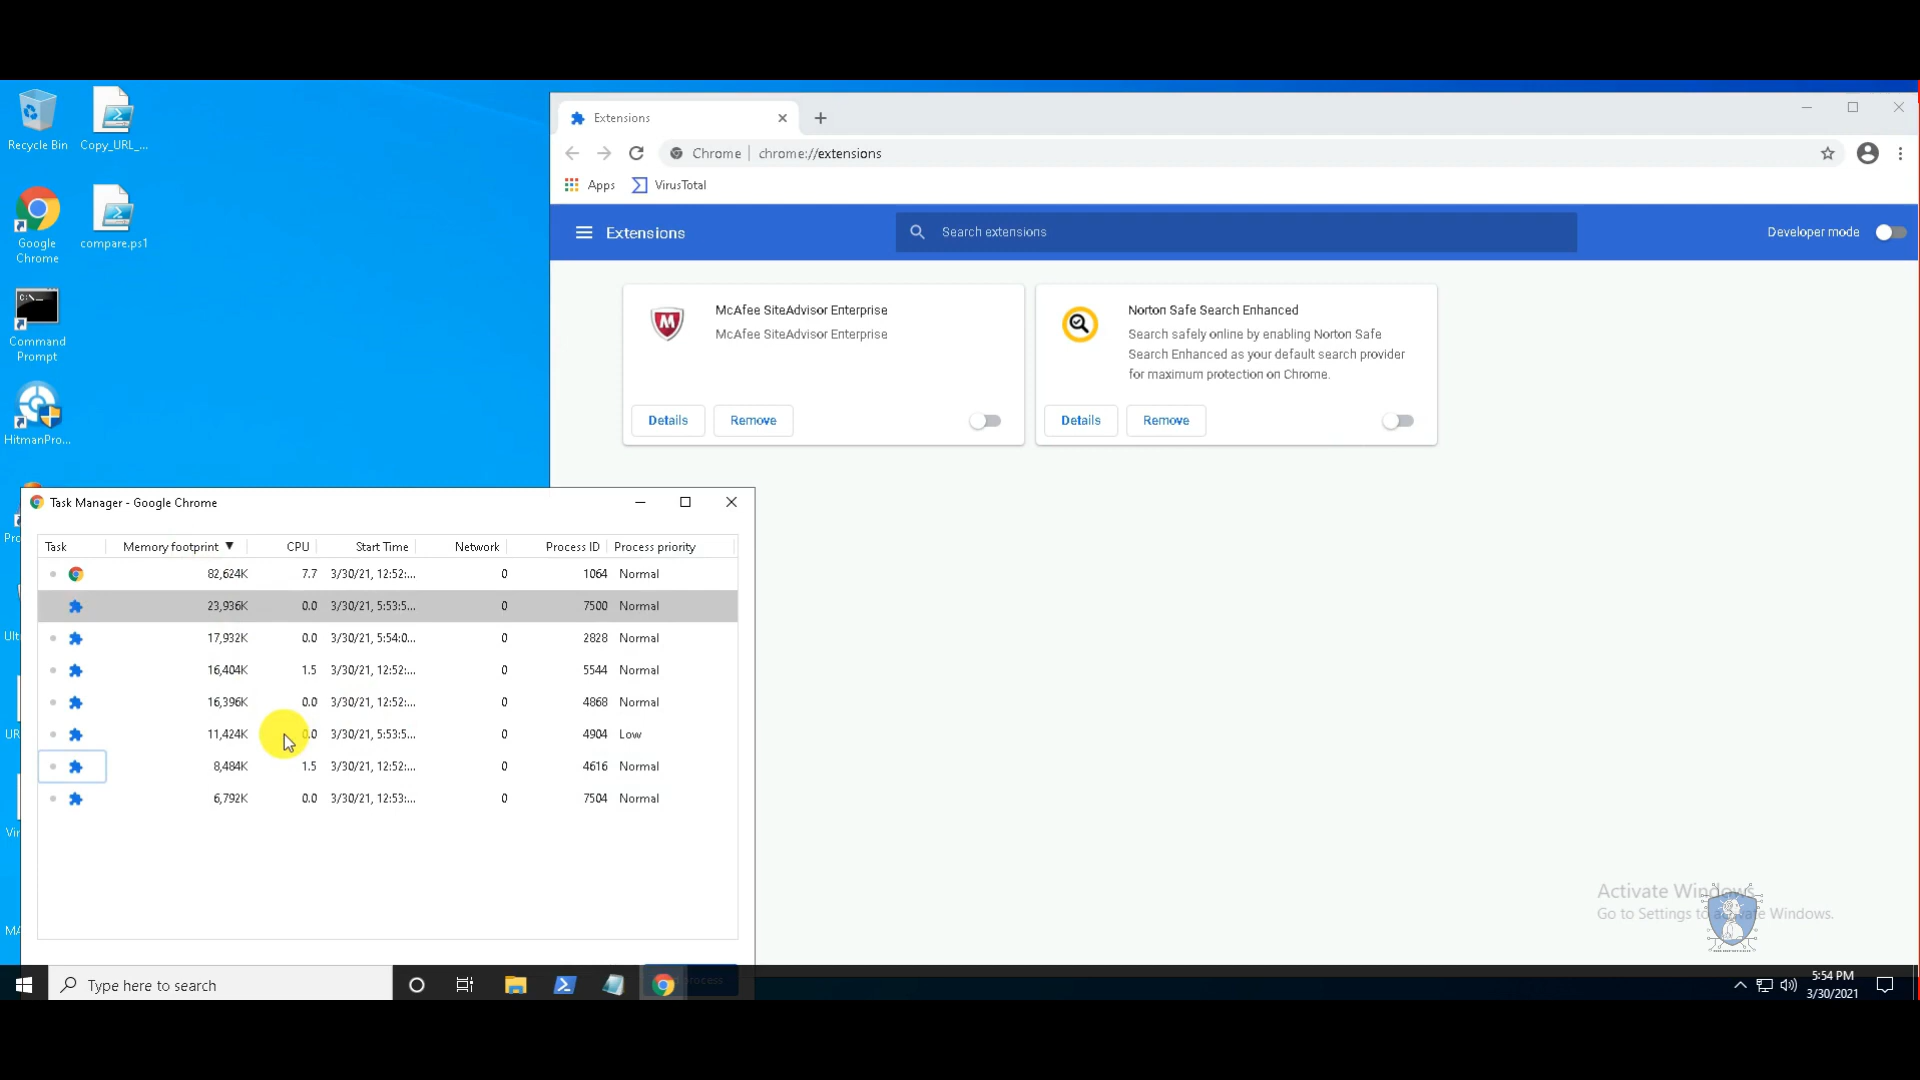 Recycle Bin
Copy_URL_...
Google
Chrome
compare.ps1
Command
Prompt
HitmanPro...
Extensions
Chrome
chrome://extensions
Apps
VirusTotal
Extensions
Search extensions
Developer mode
McAfee SiteAdvisor Enterprise
McAfee SiteAdvisor Enterprise
Details
Remove
Norton Safe Search Enhanced
Search safely online by enabling Norton Safe
Search Enhanced as your default search provider
for maximum protection on Chrome.
Details
Remove
Task Manager - Google Chrome
Task Memory footprint CPU Start Time Network Process ID Process priority
82,624K 7.7 3/30/21, 12:52:... 0 1064 Normal
23,936K 0.0 3/30/21, 5:53:5... 0 7500 Normal
17,932K 0.0 3/30/21, 5:54:0... 0 2828 Normal
16,404K 1.5 3/30/21, 12:52:... 0 5544 Normal
16,396K 0.0 3/30/21, 12:52:... 0 4868 Normal
11,424K 0.0 3/30/21, 5:53:5... 0 4904 Low
8,484K 1.5 3/30/21, 12:52:... 0 4616 Normal
6,792K 0.0 3/30/21, 12:53:... 0 7504 Normal
Activate Windows
Go to Settings to activate Windows.
Type here to search
5:54 PM
3/30/2021